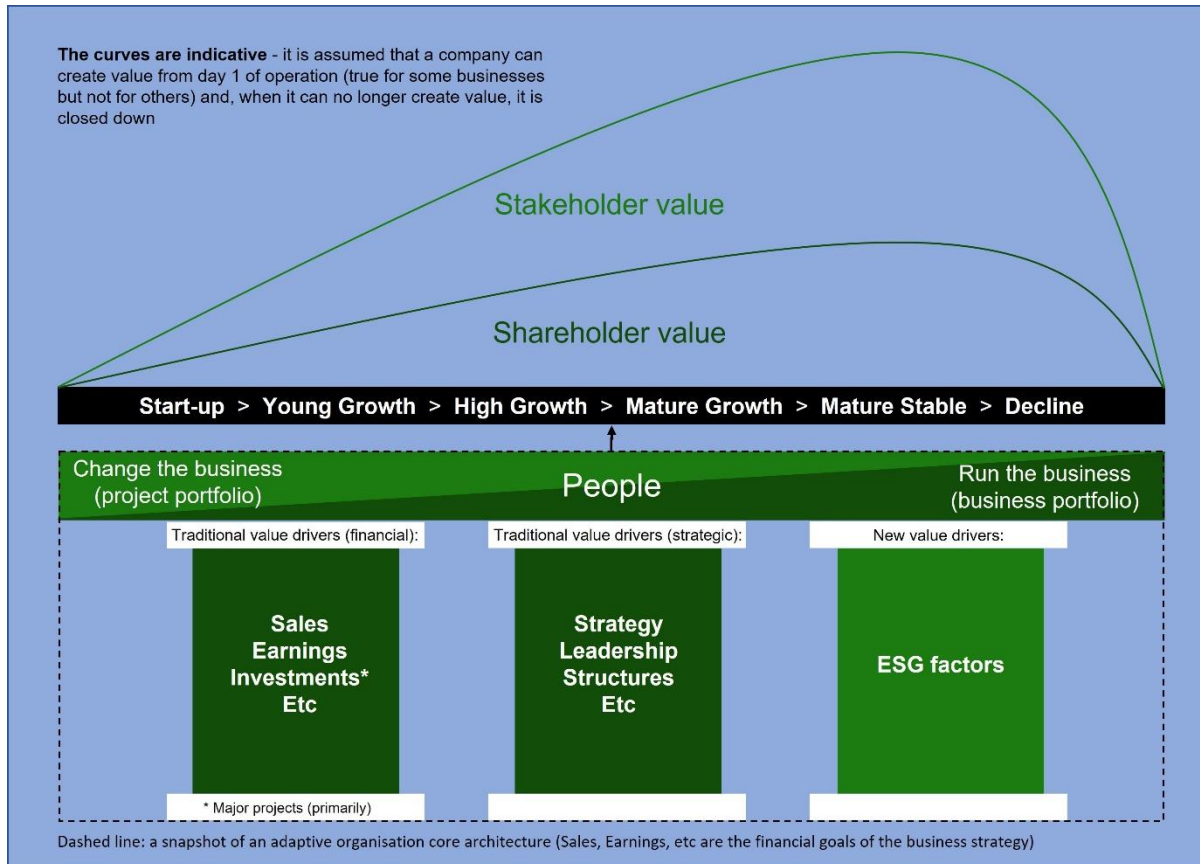 The curves are indicative - it is assumed that a company can
create value from day 1 of operation (true for some businesses
but not for others) and, when it can no longer create value, it is
closed down
Stakeholder value
Shareholder value
Start-up > Young Growth > High Growth > Mature Growth > Mature Stable > Decline
Change the business
(project portfolio)
People
Run the business
(business portfolio)
Traditional value drivers (financial):
Sales
Earnings
Investments*
Etc
* Major projects (primarily)
Traditional value drivers (strategic):
Strategy
Leadership
Structures
Etc
New value drivers:
ESG factors
Dashed line: a snapshot of an adaptive organisation core architecture (Sales, Earnings, etc are the financial goals of the business strategy)